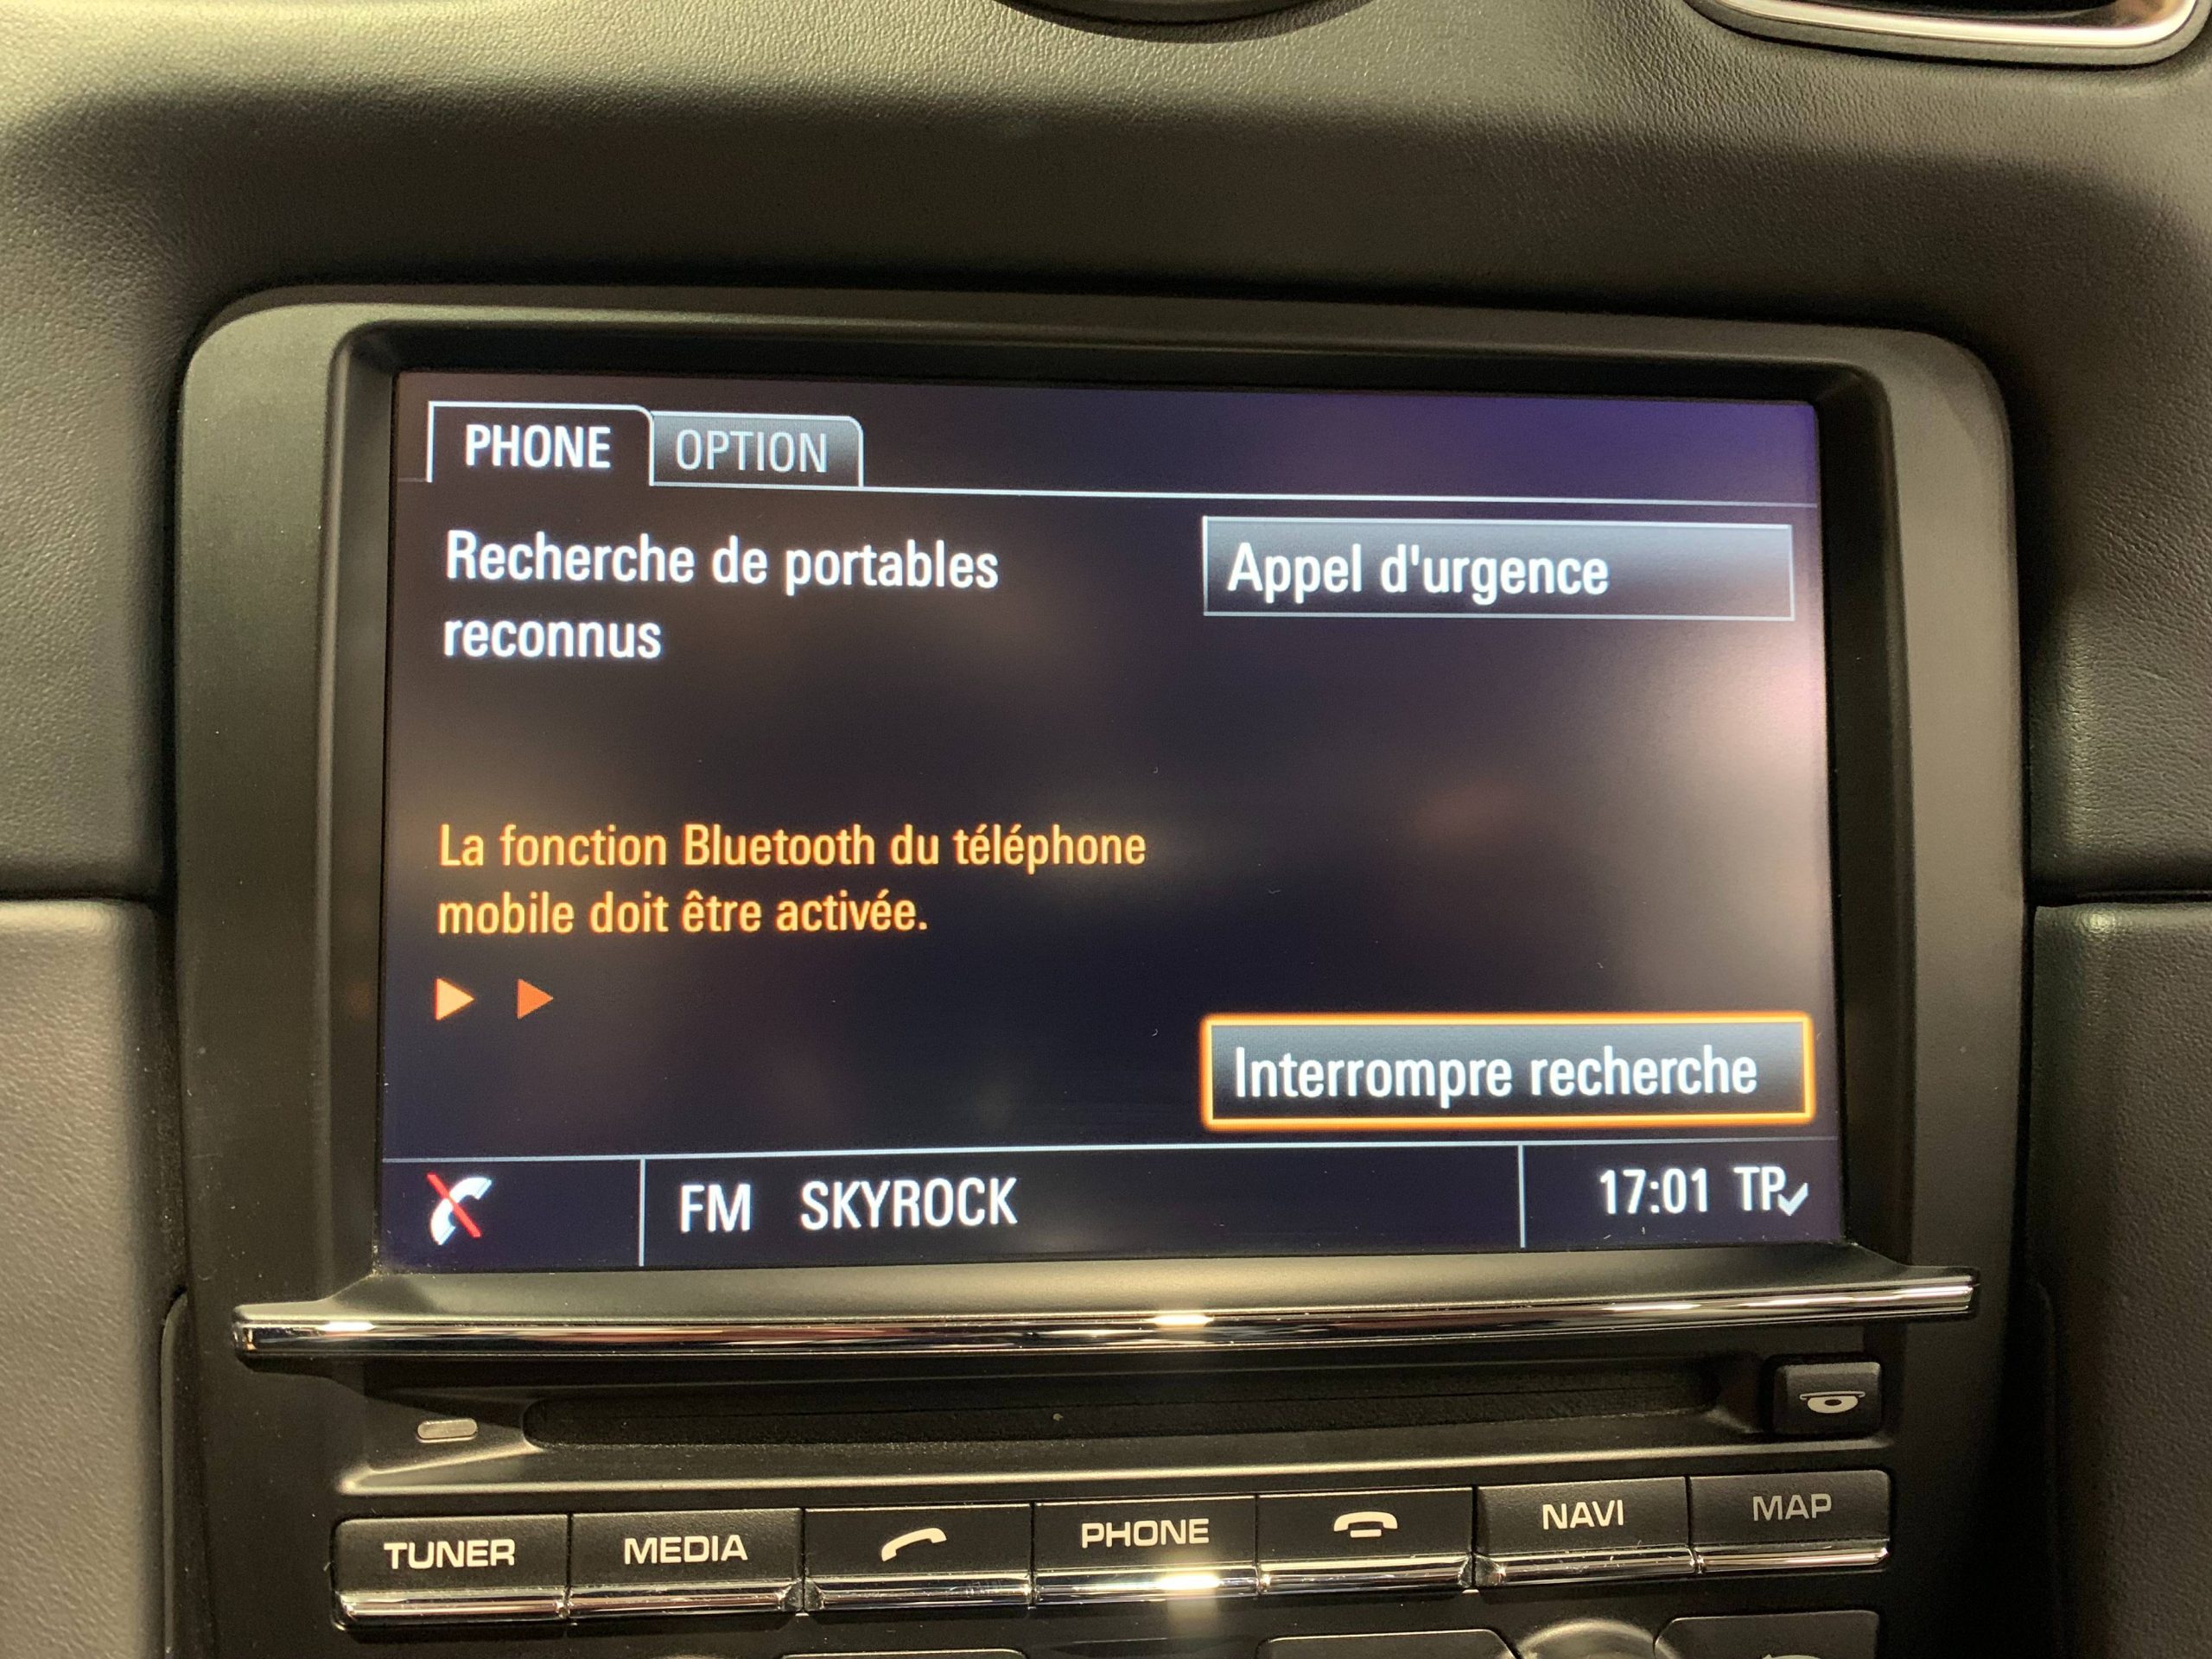 PHONE OPTION
Recherche de portables
reconnus
Appel d'urgence
La fonction Bluetooth du téléphone
mobile doit être activée.
Interrompre recherche
FM SKYROCK 17:01 TP
TUNER MEDIA PHONE NAVI MAP